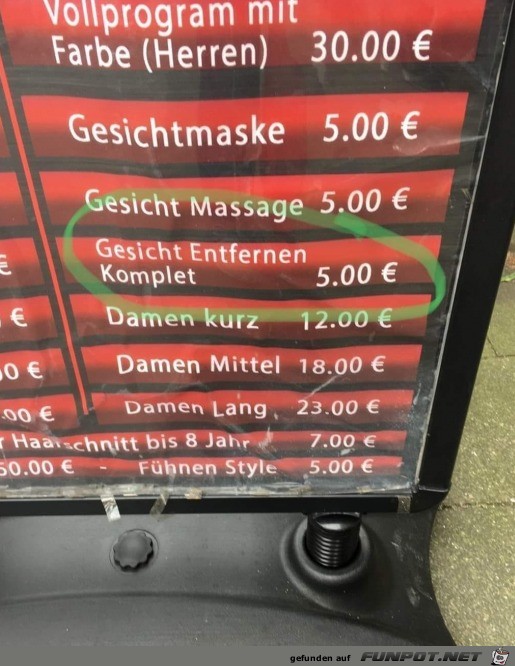 Vollprogram mit
Farbe (Herren) 30.00 €
Gesichtmaske 5.00 €
Gesicht Massage 5.00 €
Gesicht Entfernen
Komplet 5.00 €
€
Damen kurz 12.00 €
€
Damen Mittel 18.00 €
0 €
Damen Lang 23.00 €
.00 €
r Haarschnitt bis 8 Jahr 7.00 €
50.00 € - Fühnen Style 5.00 €
gefunden auf FUNPOT.NET